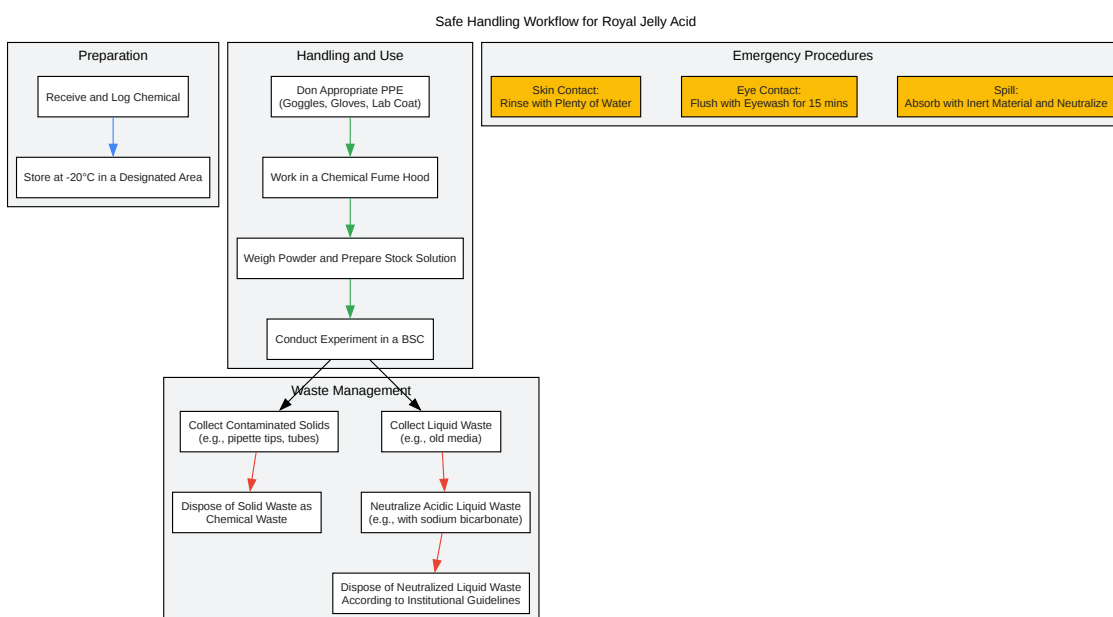 Safe Handling Workflow for Royal Jelly Acid
Preparation
Receive and Log Chemical
Store at -20°C in a Designated Area
Handling and Use
Don Appropriate PPE
(Goggles, Gloves, Lab Coat)
Work in a Chemical Fume Hood
Weigh Powder and Prepare Stock Solution
Conduct Experiment in a BSC
Emergency Procedures
Skin Contact:
Rinse with Plenty of Water
Eye Contact:
Flush with Eyewash for 15 mins
Spill:
Absorb with Inert Material and Neutralize
Waste Management
Collect Contaminated Solids
(e.g., pipette tips, tubes)
Dispose of Solid Waste as
Chemical Waste
Collect Liquid Waste
(e.g., old media)
Neutralize Acidic Liquid Waste
(e.g., with sodium bicarbonate)
Dispose of Neutralized Liquid Waste
According to Institutional Guidelines